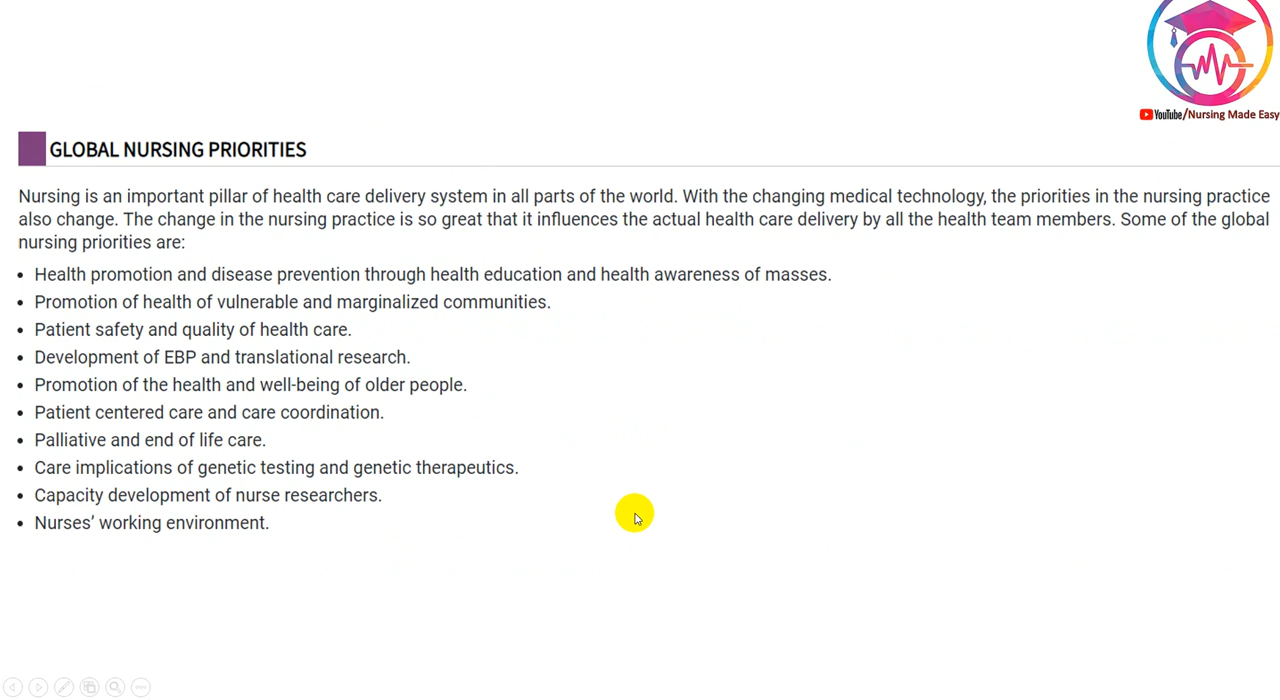 YouTube/Nursing Made Easy
GLOBAL NURSING PRIORITIES
Nursing is an important pillar of health care delivery system in all parts of the world. With the changing medical technology, the priorities in the nursing practice
also change. The change in the nursing practice is so great that it influences the actual health care delivery by all the health team members. Some of the global
nursing priorities are:
• Health promotion and disease prevention through health education and health awareness of masses.
• Promotion of health of vulnerable and marginalized communities.
• Patient safety and quality of health care.
• Development of EBP and translational research.
• Promotion of the health and well-being of older people.
• Patient centered care and care coordination.
• Palliative and end of life care.
• Care implications of genetic testing and genetic therapeutics.
• Capacity development of nurse researchers.
• Nurses’ working environment.